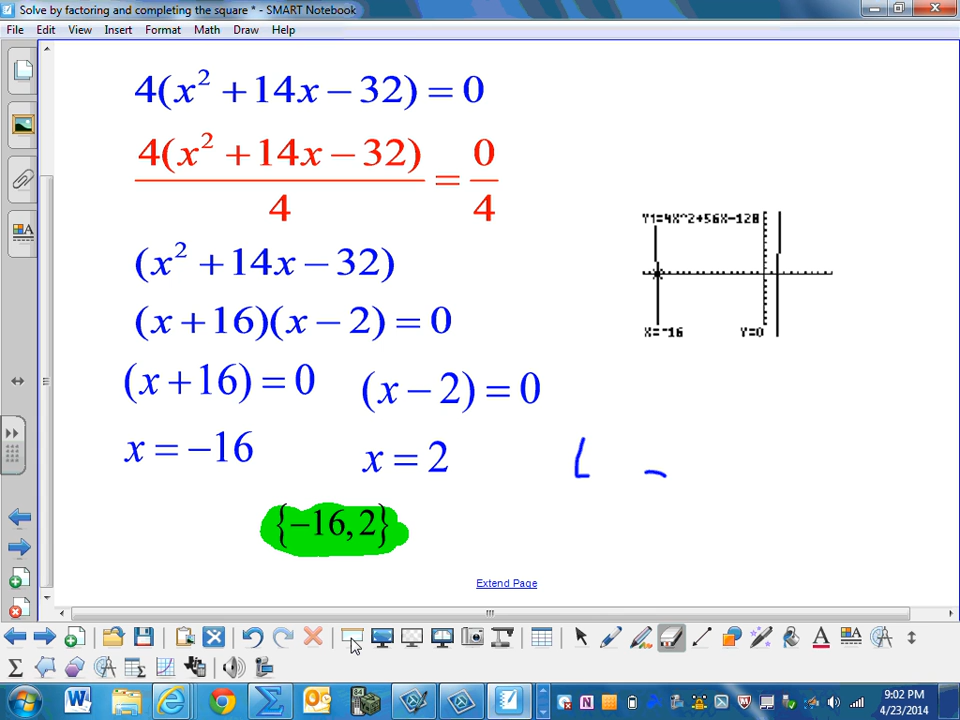 Solve by factoring and completing the square * - SMART Notebook
File Edit View Insert Format Math Draw Help
4(x² + 14x − 32) = 0
4(x² + 14x − 32) / 4 = 0 / 4
(x² + 14x − 32)
(x + 16)(x − 2) = 0
(x + 16) = 0 (x − 2) = 0
x = −16 x = 2
{−16, 2}
Y1=4X^2+56X-128
X=-16 Y=0
Extend Page
9:02 PM
4/23/2014